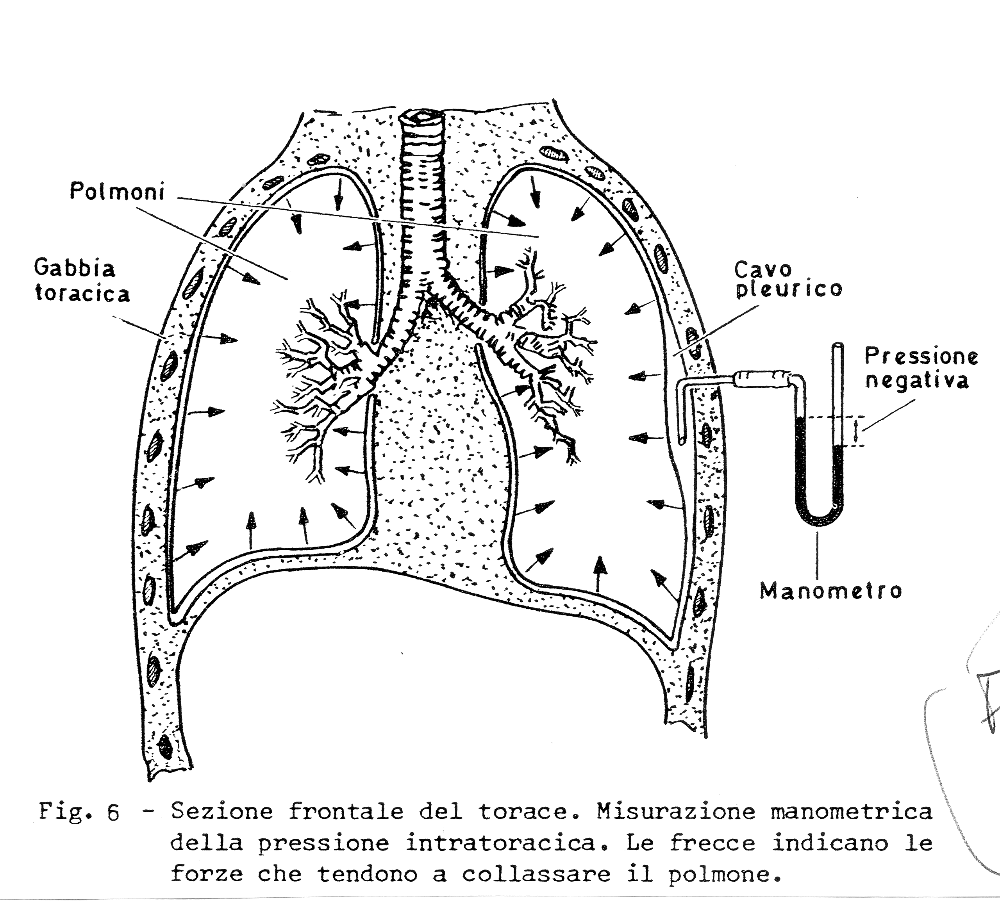 Polmoni
Gabbia
toracica
Cavo
pleurico
Pressione
negativa
Manometro
Fig. 6 - Sezione frontale del torace. Misurazione manometrica
della pressione intratoracica. Le frecce indicano le
forze che tendono a collassare il polmone.